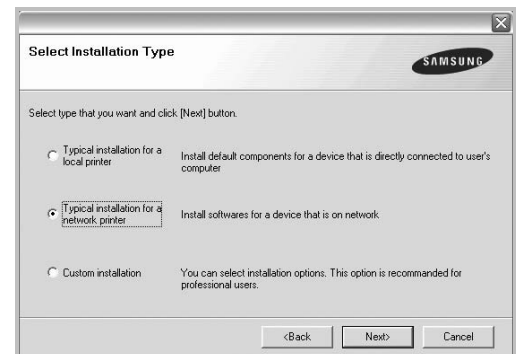 Select Installation Type
SAMSUNG
Select type that you want and click [Next] button.
Typical installation for a
local printer
Install default components for a device that is directly connected to user's
computer
Typical installation for a
network printer
Install softwares for a device that is on network
Custom installation
You can select installation options. This option is recommanded for
professional users.
<Back
Next>
Cancel